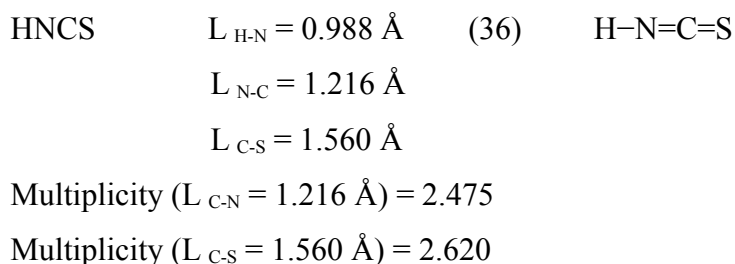 HNCS L H-N = 0.988 Å (36) H−N=C=S
L N-C = 1.216 Å
L C-S = 1.560 Å
Multiplicity (L C-N = 1.216 Å) = 2.475
Multiplicity (L C-S = 1.560 Å) = 2.620